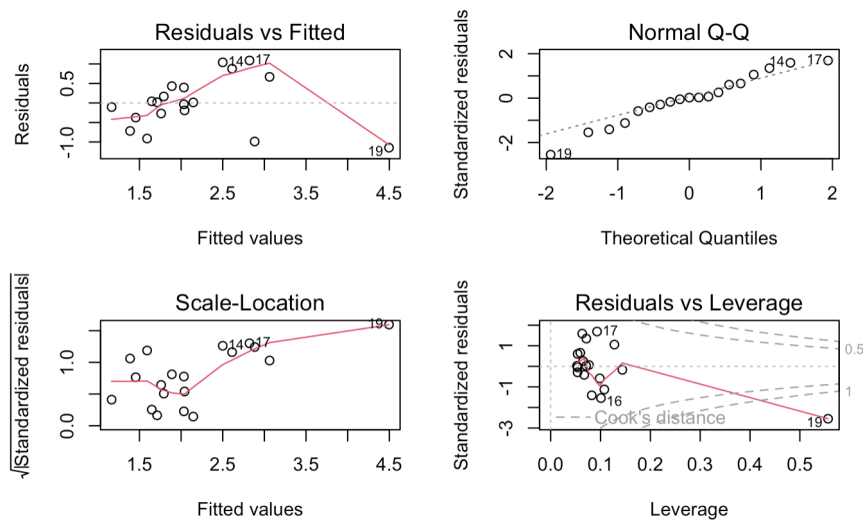 Residuals vs Fitted
Residuals
0.5
-1.0
14
17
19
1.5 2.5 3.5 4.5
Fitted values
Normal Q-Q
Standardized residuals
2
0
-2
14
17
19
-2 -1 0 1 2
Theoretical Quantiles
Scale-Location
√|Standardized residuals|
1.0
0.0
19
14
17
1.5 2.5 3.5 4.5
Fitted values
Residuals vs Leverage
Standardized residuals
1
-1
-3
17
16
19
0.5
1
Cook's distance
0.0 0.1 0.2 0.3 0.4 0.5
Leverage